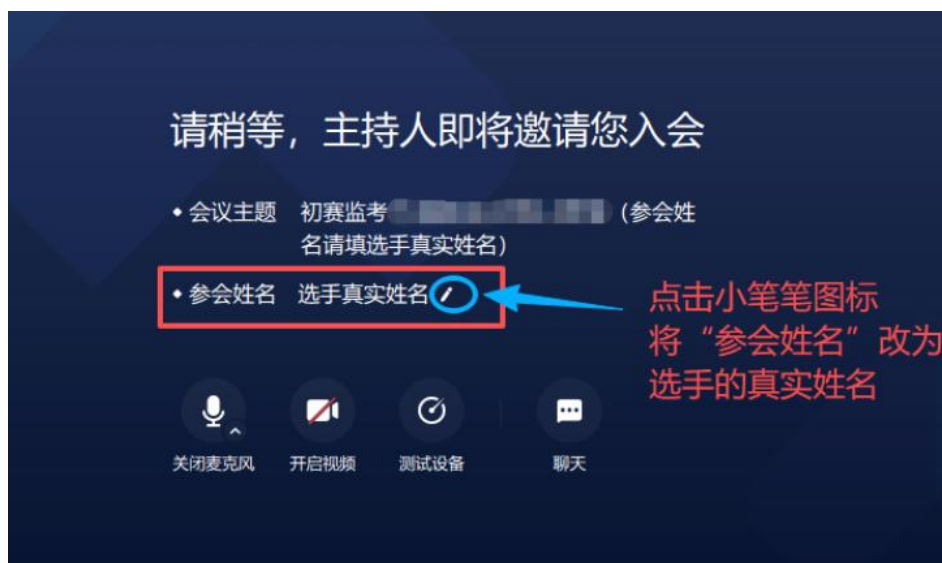 请稍等，主持人即将邀请您入会
• 会议主题 初赛监考 （参会姓
名请填选手真实姓名）
• 参会姓名 选手真实姓名
点击小笔笔图标
将“参会姓名”改为
选手的真实姓名
关闭麦克风 开启视频 测试设备 聊天